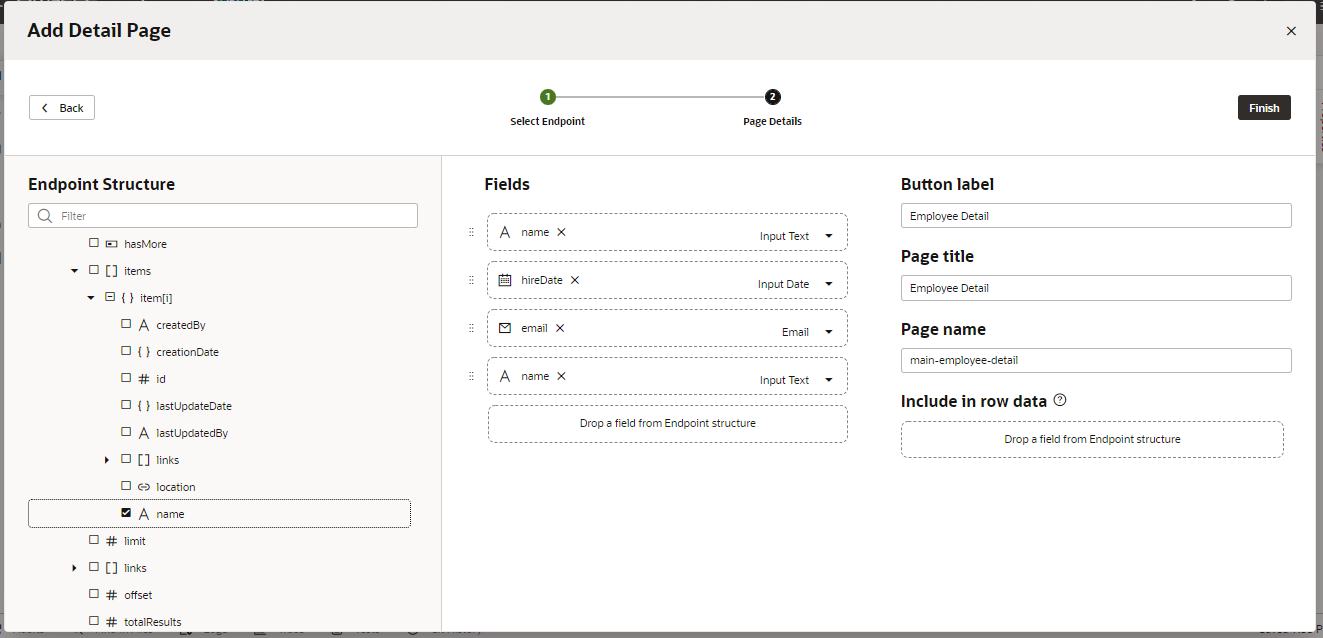 Add Detail Page
Back
1
2
Select Endpoint
Page Details
Finish
Endpoint Structure
Filter
hasMore
[ ] items
{ } item[i]
A createdBy
{ } creationDate
# id
{ } lastUpdateDate
A lastUpdatedBy
[ ] links
location
A name
# limit
[ ] links
# offset
# totalResults
Fields
A name
Input Text
hireDate
Input Date
email
Email
A name
Input Text
Drop a field from Endpoint structure
Button label
Employee Detail
Page title
Employee Detail
Page name
main-employee-detail
Include in row data ?
Drop a field from Endpoint structure